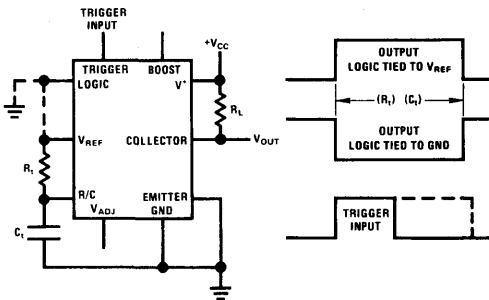 TRIGGER
INPUT
+VCC
TRIGGER
LOGIC
BOOST
V+
RL
VREF
COLLECTOR
VOUT
Rt
R/C
VADJ
EMITTER
GND
Ct
OUTPUT
LOGIC TIED TO VREF
(Rt) (Ct)
OUTPUT
LOGIC TIED TO GND
TRIGGER
INPUT